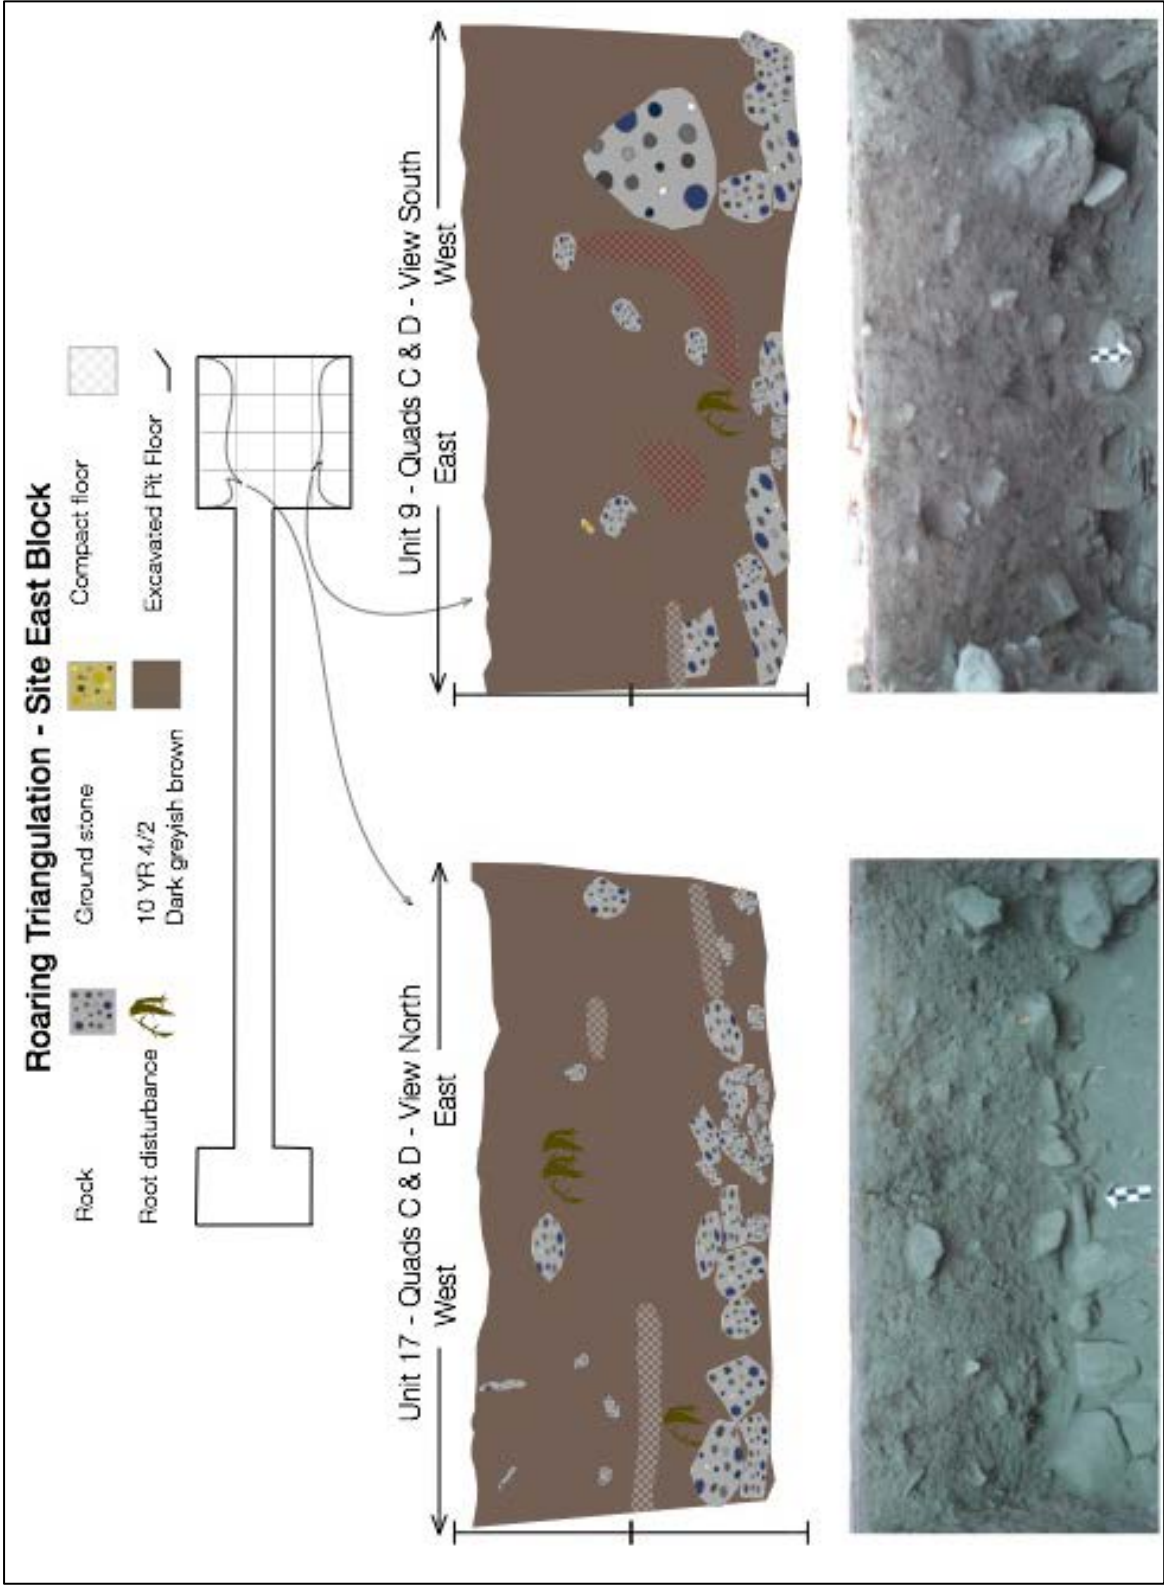 Roaring Triangulation - Site East Block
Rock
Ground stone
Compact floor
Root disturbance
10 YR 4/2
Dark greyish brown
Excavated Pit Floor
Unit 17 - Quads C & D - View North
West
East
Unit 9 - Quads C & D - View South
East
West